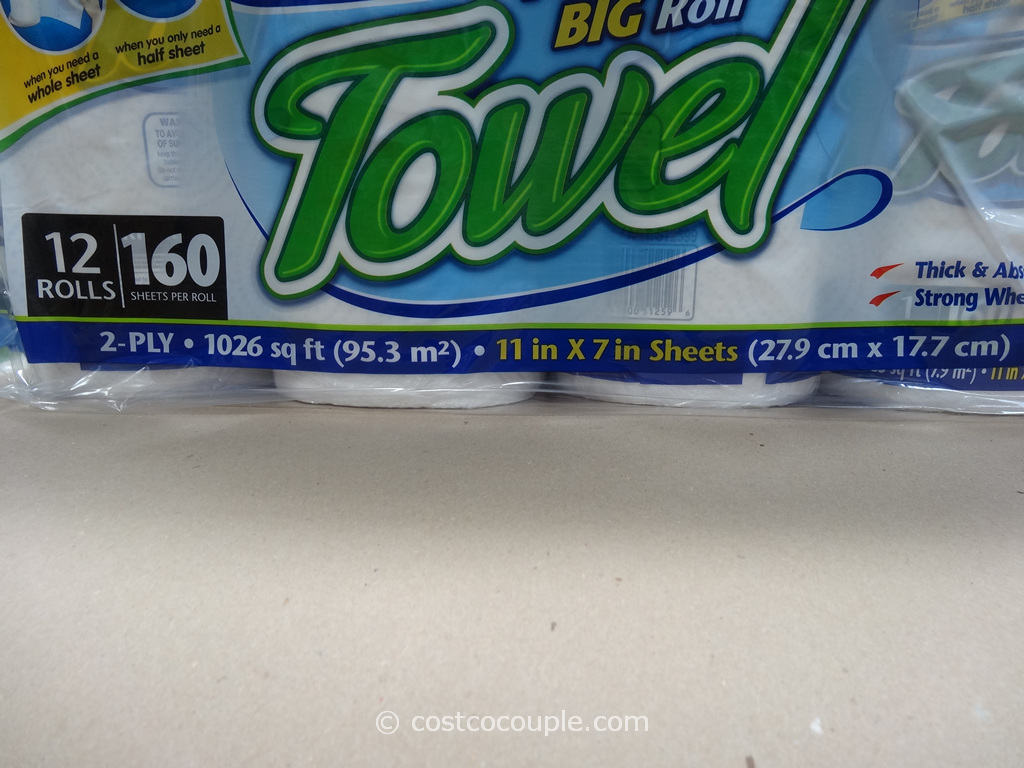 BIG Roll
when you need a
whole sheet
when you only need a
half sheet
Towel
12
ROLLS
160
SHEETS PER ROLL
Thick &
Strong
2-PLY • 1026 sq ft (95.3 m²) • 11 in X 7 in Sheets (27.9 cm x 17.7 cm)
© costcocouple.com